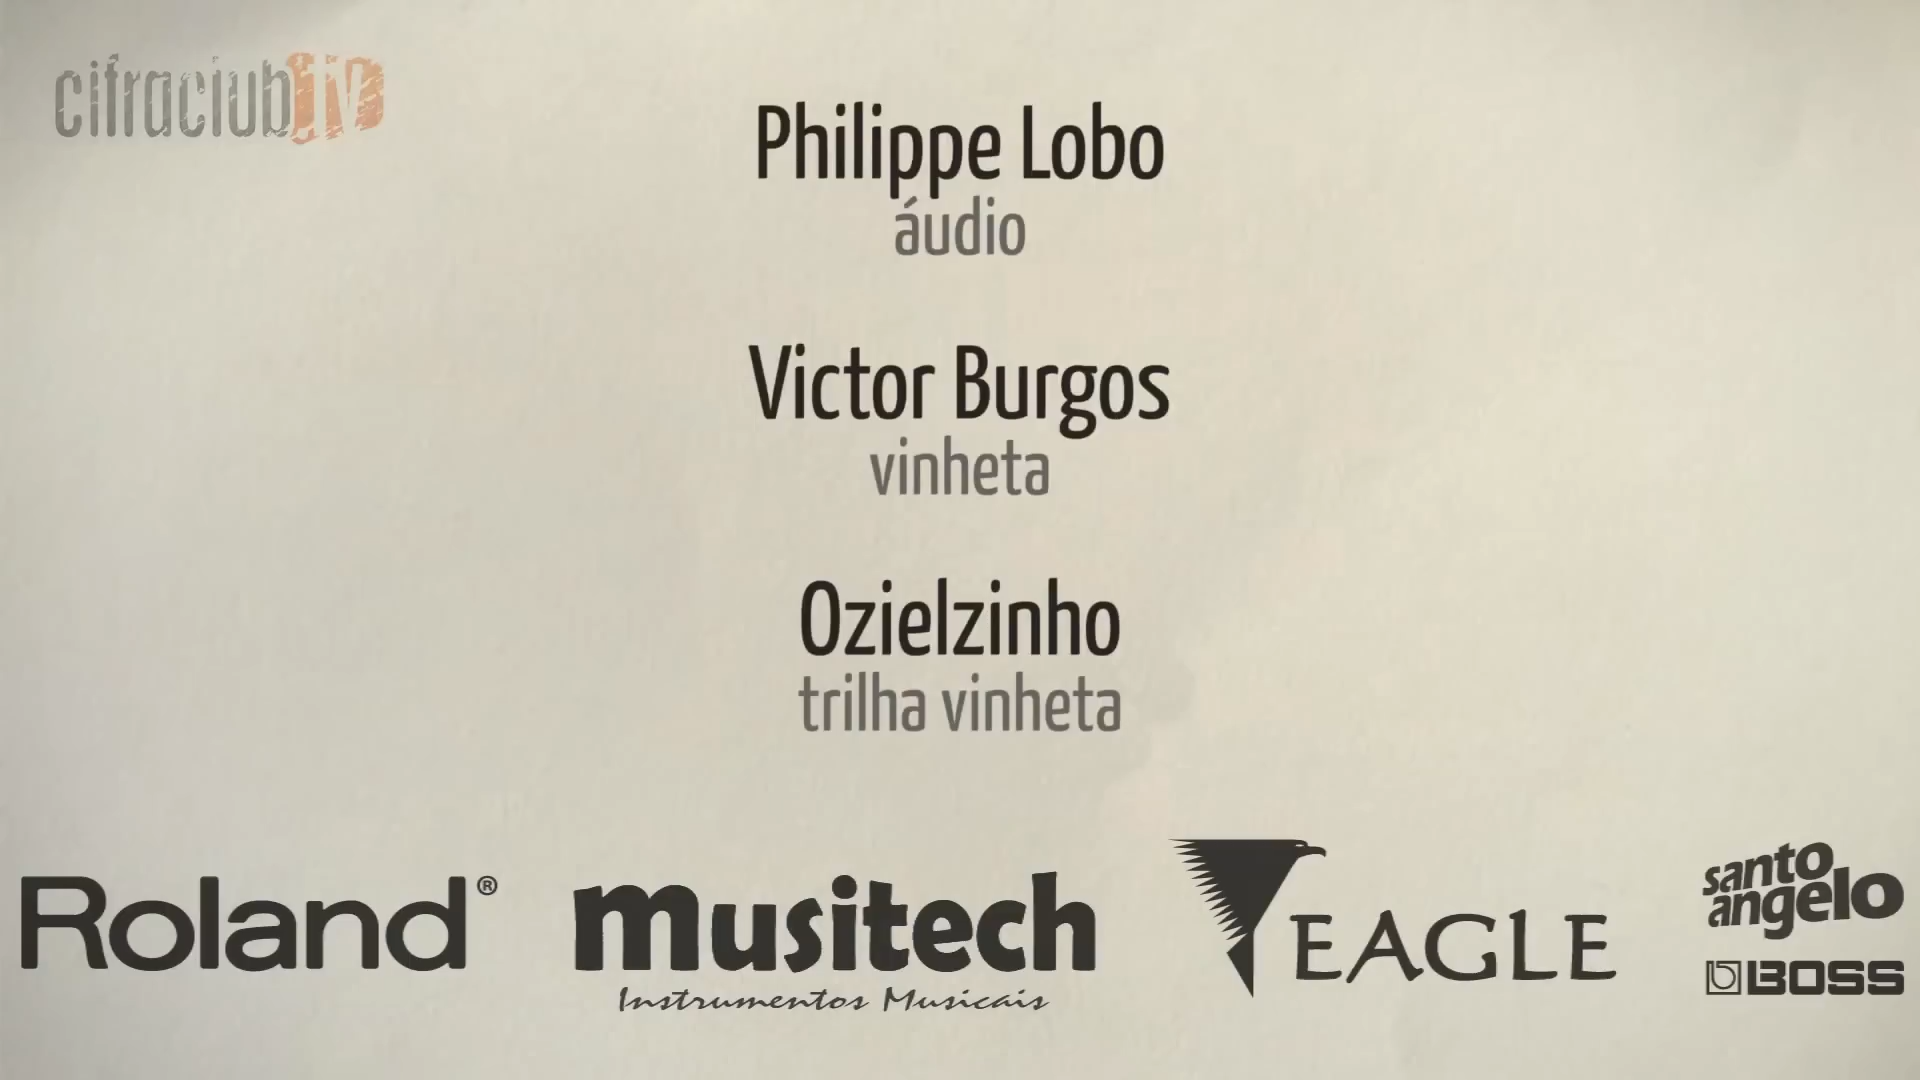 cifraclub.tv
Philippe Lobo
áudio
Victor Burgos
vinheta
Ozielzinho
trilha vinheta
Roland®
musitech
Instrumentos Musicais
EAGLE
santo
angelo
BOSS